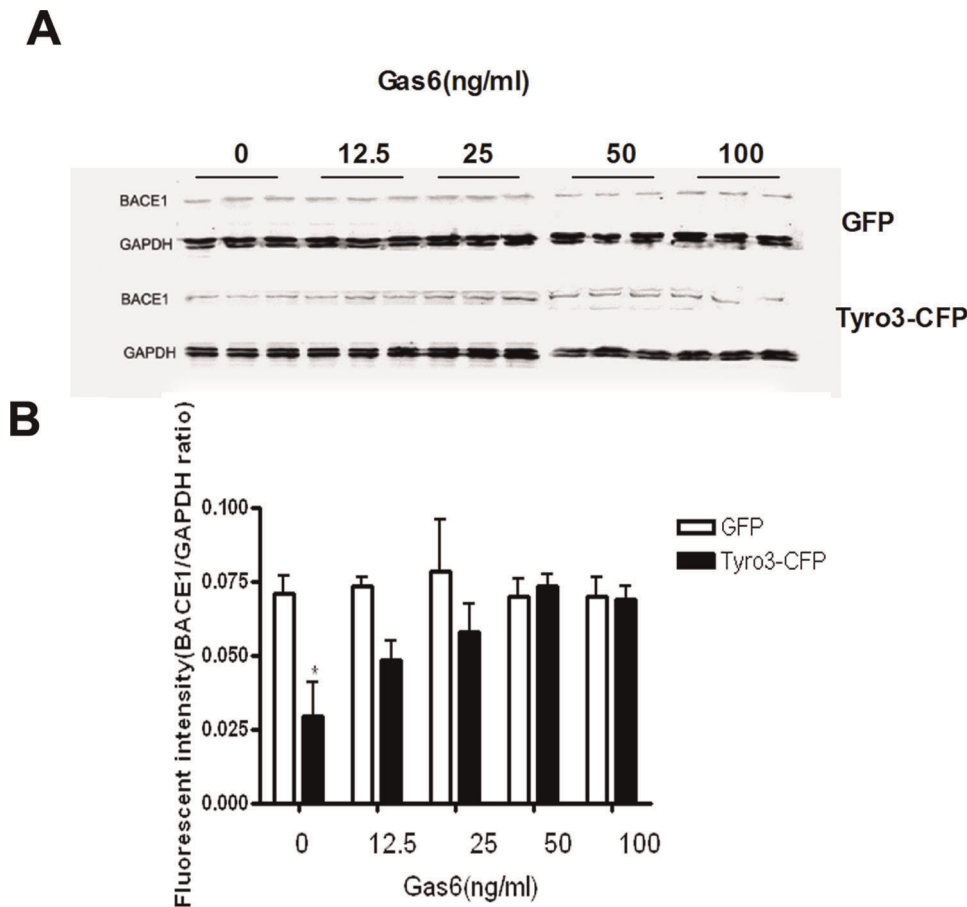 A
Gas6(ng/ml)
0 12.5 25 50 100
BACE1
GFP
GAPDH
BACE1
Tyro3-CFP
GAPDH
B
Fluorescent intensity(BACE1/GAPDH ratio)
0.100
0.075
0.050
0.025
0.000
*
GFP
Tyro3-CFP
0 12.5 25 50 100
Gas6(ng/ml)